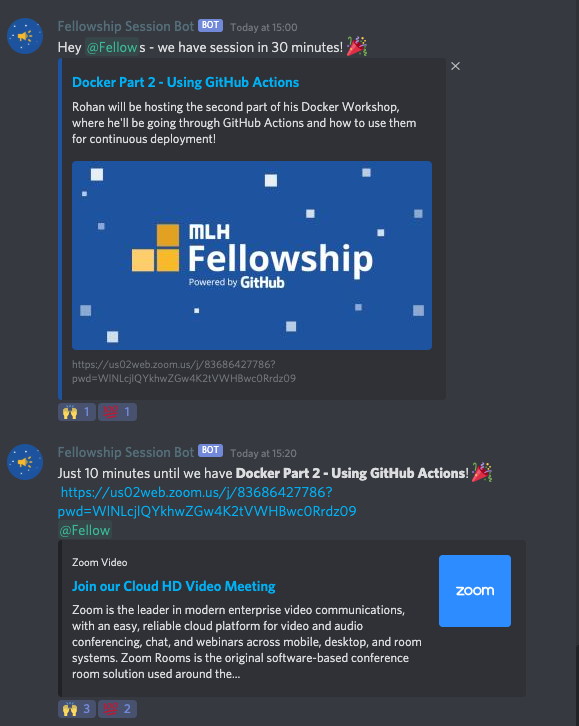 Fellowship Session Bot BOT Today at 15:00
Hey @Fellow s - we have session in 30 minutes!
Docker Part 2 - Using GitHub Actions
Rohan will be hosting the second part of his Docker Workshop,
where he'll be going through GitHub Actions and how to use them
for continuous deployment!
MLH
Fellowship
Powered by GitHub
https://us02web.zoom.us/j/83686427786?
pwd=WlNLcjlQYkhwZGw4K2tVWHBwc0Rrdz09
1 1
Fellowship Session Bot BOT Today at 15:20
Just 10 minutes until we have Docker Part 2 - Using GitHub Actions!
https://us02web.zoom.us/j/83686427786?
pwd=WlNLcjlQYkhwZGw4K2tVWHBwc0Rrdz09
@Fellow
Zoom Video
Join our Cloud HD Video Meeting
zoom
Zoom is the leader in modern enterprise video communications,
with an easy, reliable cloud platform for video and audio
conferencing, chat, and webinars across mobile, desktop, and room
systems. Zoom Rooms is the original software-based conference
room solution used around the...
3 2